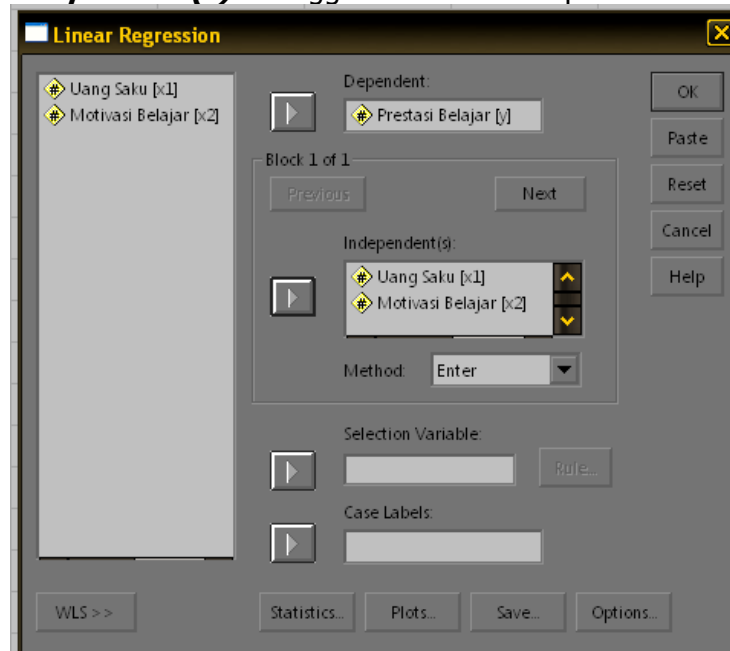 Linear Regression
Uang Saku [x1]
Motivasi Belajar [x2]
Dependent:
Prestasi Belajar [y]
Block 1 of 1
Previous
Next
Independent(s):
Uang Saku [x1]
Motivasi Belajar [x2]
Method:
Enter
Selection Variable:
Rule...
Case Labels:
WLS >>
Statistics...
Plots...
Save...
Options...
OK
Paste
Reset
Cancel
Help